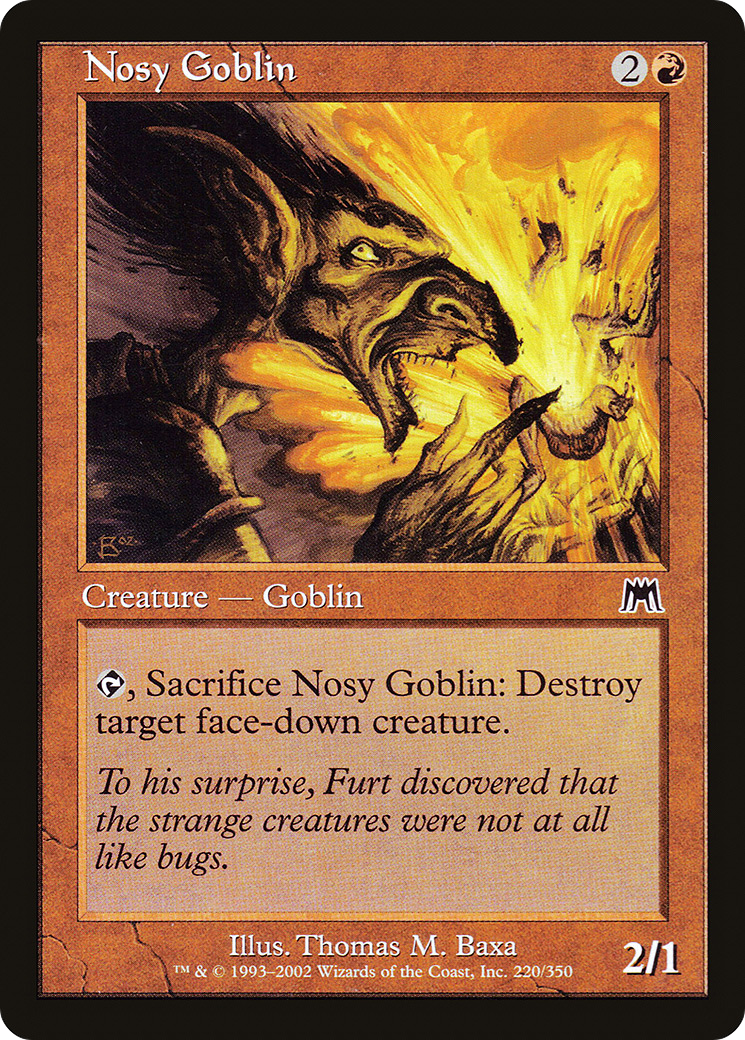 Nosy Goblin 2
Creature — Goblin
, Sacrifice Nosy Goblin: Destroy
target face-down creature.
To his surprise, Furt discovered that
the strange creatures were not at all
like bugs.
Illus. Thomas M. Baxa
™ & © 1993–2002 Wizards of the Coast, Inc. 220/350
2/1